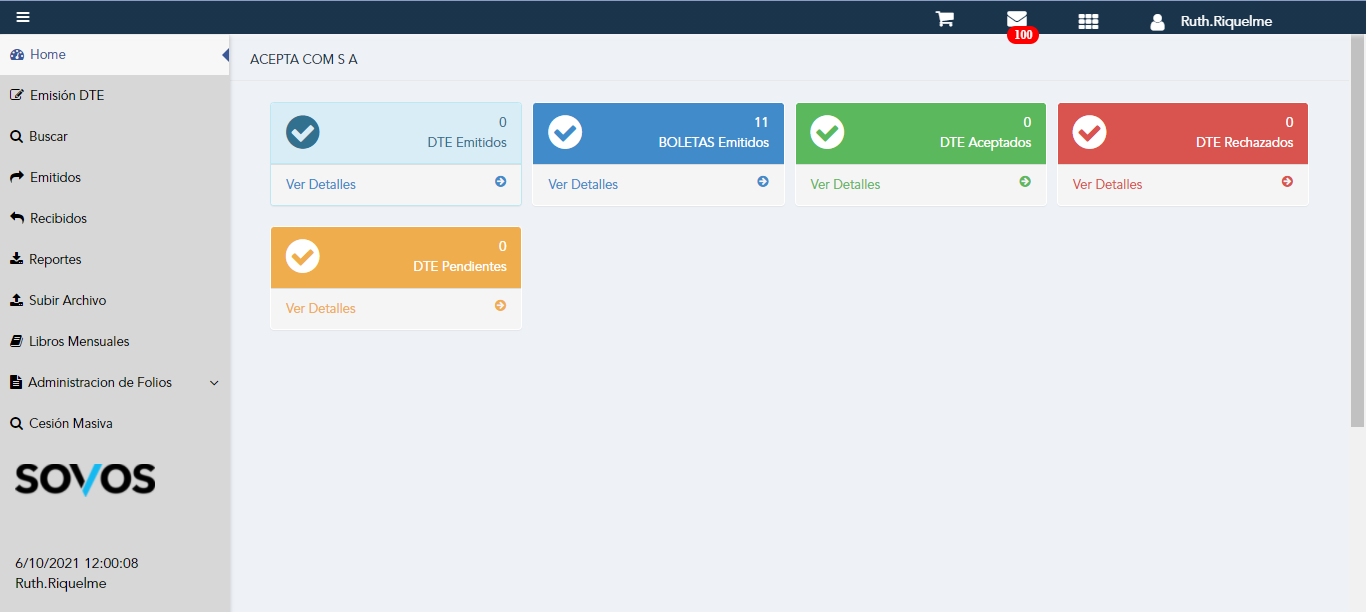 100
Ruth.Riquelme
Home
Emisión DTE
Buscar
Emitidos
Recibidos
Reportes
Subir Archivo
Libros Mensuales
Administracion de Folios
Cesión Masiva
SOVOS
6/10/2021 12:00:08
Ruth.Riquelme
ACEPTA COM S A
0
DTE Emitidos
Ver Detalles
11
BOLETAS Emitidos
Ver Detalles
0
DTE Aceptados
Ver Detalles
0
DTE Rechazados
Ver Detalles
0
DTE Pendientes
Ver Detalles